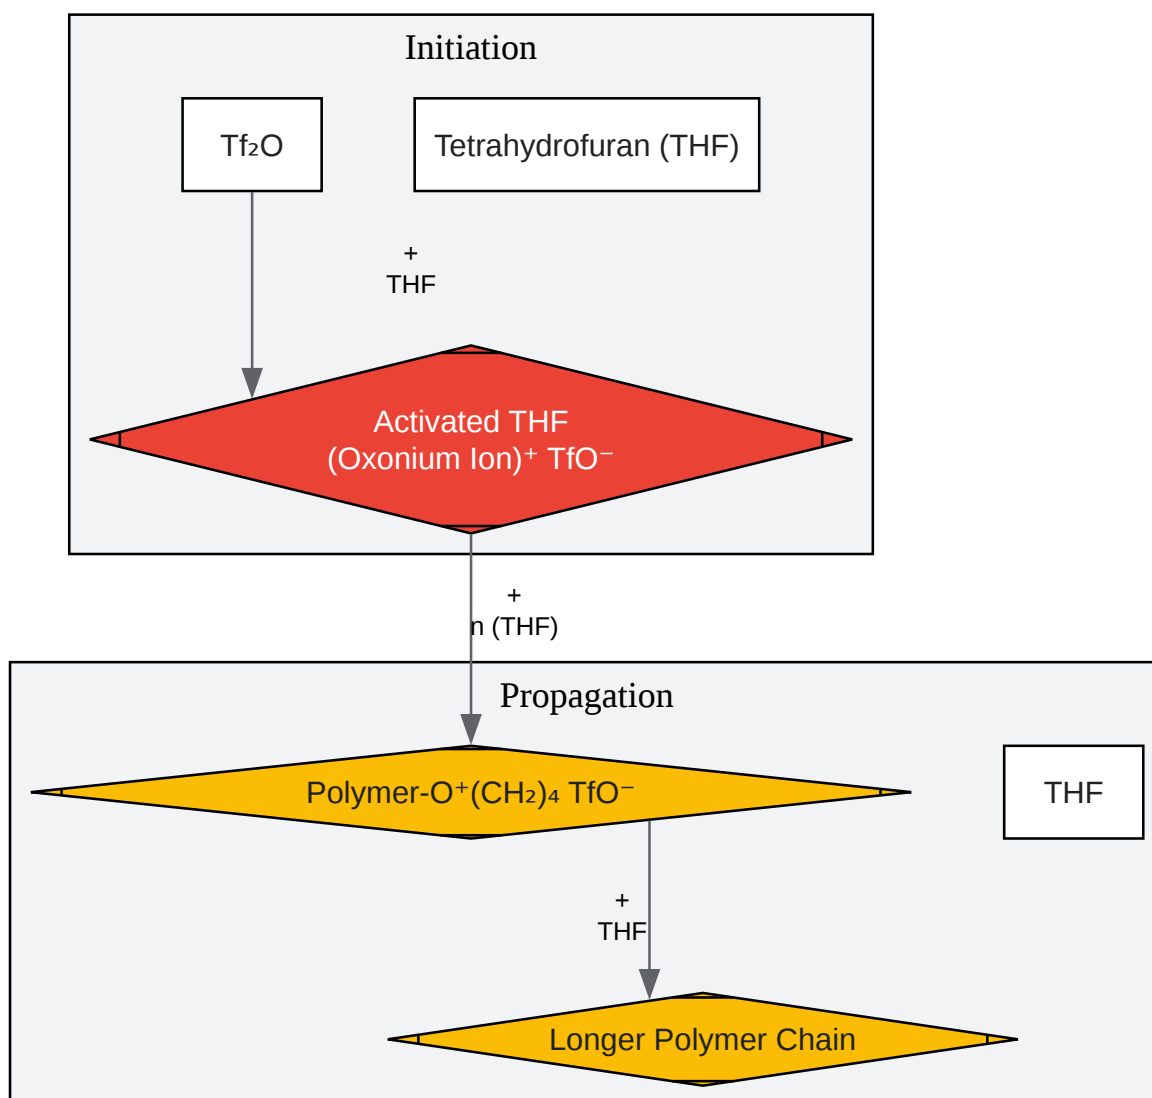 Initiation
Tf₂O
Tetrahydrofuran (THF)
+
THF
Activated THF
(Oxonium Ion)⁺ TfO⁻
+
n (THF)
Propagation
Polymer-O⁺(CH₂)₄ TfO⁻
THF
+
THF
Longer Polymer Chain